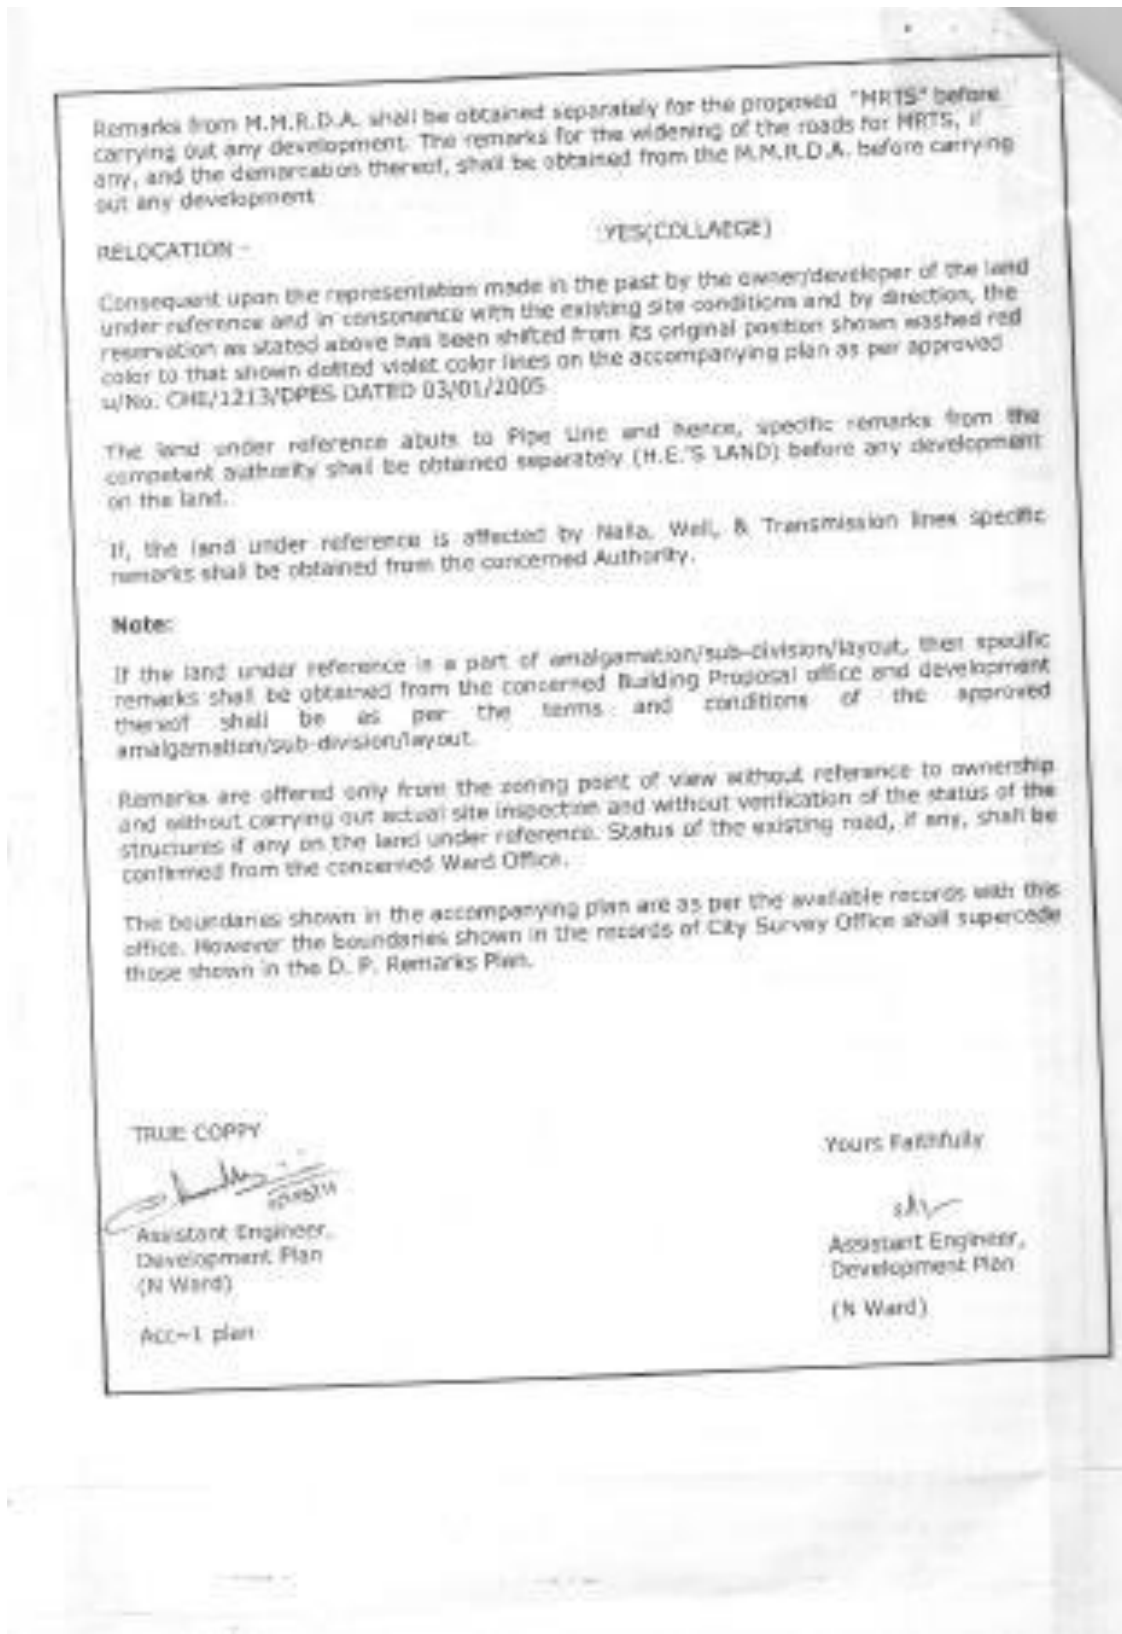 Remarks from M.M.R.D.A. shall be obtained separately for the proposed "MRTS" before
carrying out any development. The remarks for the widening of the roads for MRTS, if
any, and the demarcation thereof, shall be obtained from the M.M.R.D.A. before carrying
out any development
RELOCATION - :YES(COLLAEGE)
Consequent upon the representation made in the past by the owner/developer of the land
under reference and in consonence with the existing site conditions and by direction, the
reservation as stated above has been shifted from its original position shown washed red
color to that shown dotted violet color lines on the accompanying plan as per approved
u/No. CHE/1213/DPES DATED 03/01/2005
The land under reference abuts to Pipe Line and hence, specific remarks from the
competent authority shall be obtained separately (H.E.'S LAND) before any development
on the land.
If, the land under reference is affected by Nalla, Well, & Transmission lines specific
remarks shall be obtained from the concerned Authority.
Note:
If the land under reference is a part of amalgamation/sub-division/layout, then specific
remarks shall be obtained from the concerned Building Proposal office and development
thereof shall be as per the terms and conditions of the approved
amalgamation/sub-division/layout.
Remarks are offered only from the zoning point of view without reference to ownership
and without carrying out actual site inspection and without verification of the status of the
structures if any on the land under reference. Status of the existing road, if any, shall be
confirmed from the concerned Ward Office.
The boundaries shown in the accompanying plan are as per the available records with this
office. However the boundaries shown in the records of City Survey Office shall supercede
those shown in the D. P. Remarks Plan.
TRUE COPPY
Yours Faithfully
Assistant Engineer,
Development Plan
(N Ward)
Assistant Engineer,
Development Plan
(N Ward)
Acc-1 plan